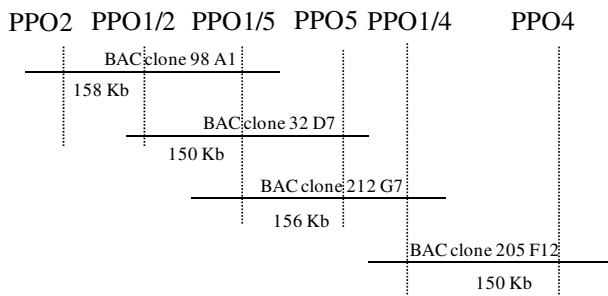 PPO2 PPO1/2 PPO1/5 PPO5 PPO1/4 PPO4
BAC clone 98 A1
158 Kb
BAC clone 32 D7
150 Kb
BAC clone 212 G7
156 Kb
BAC clone 205 F12
150 Kb